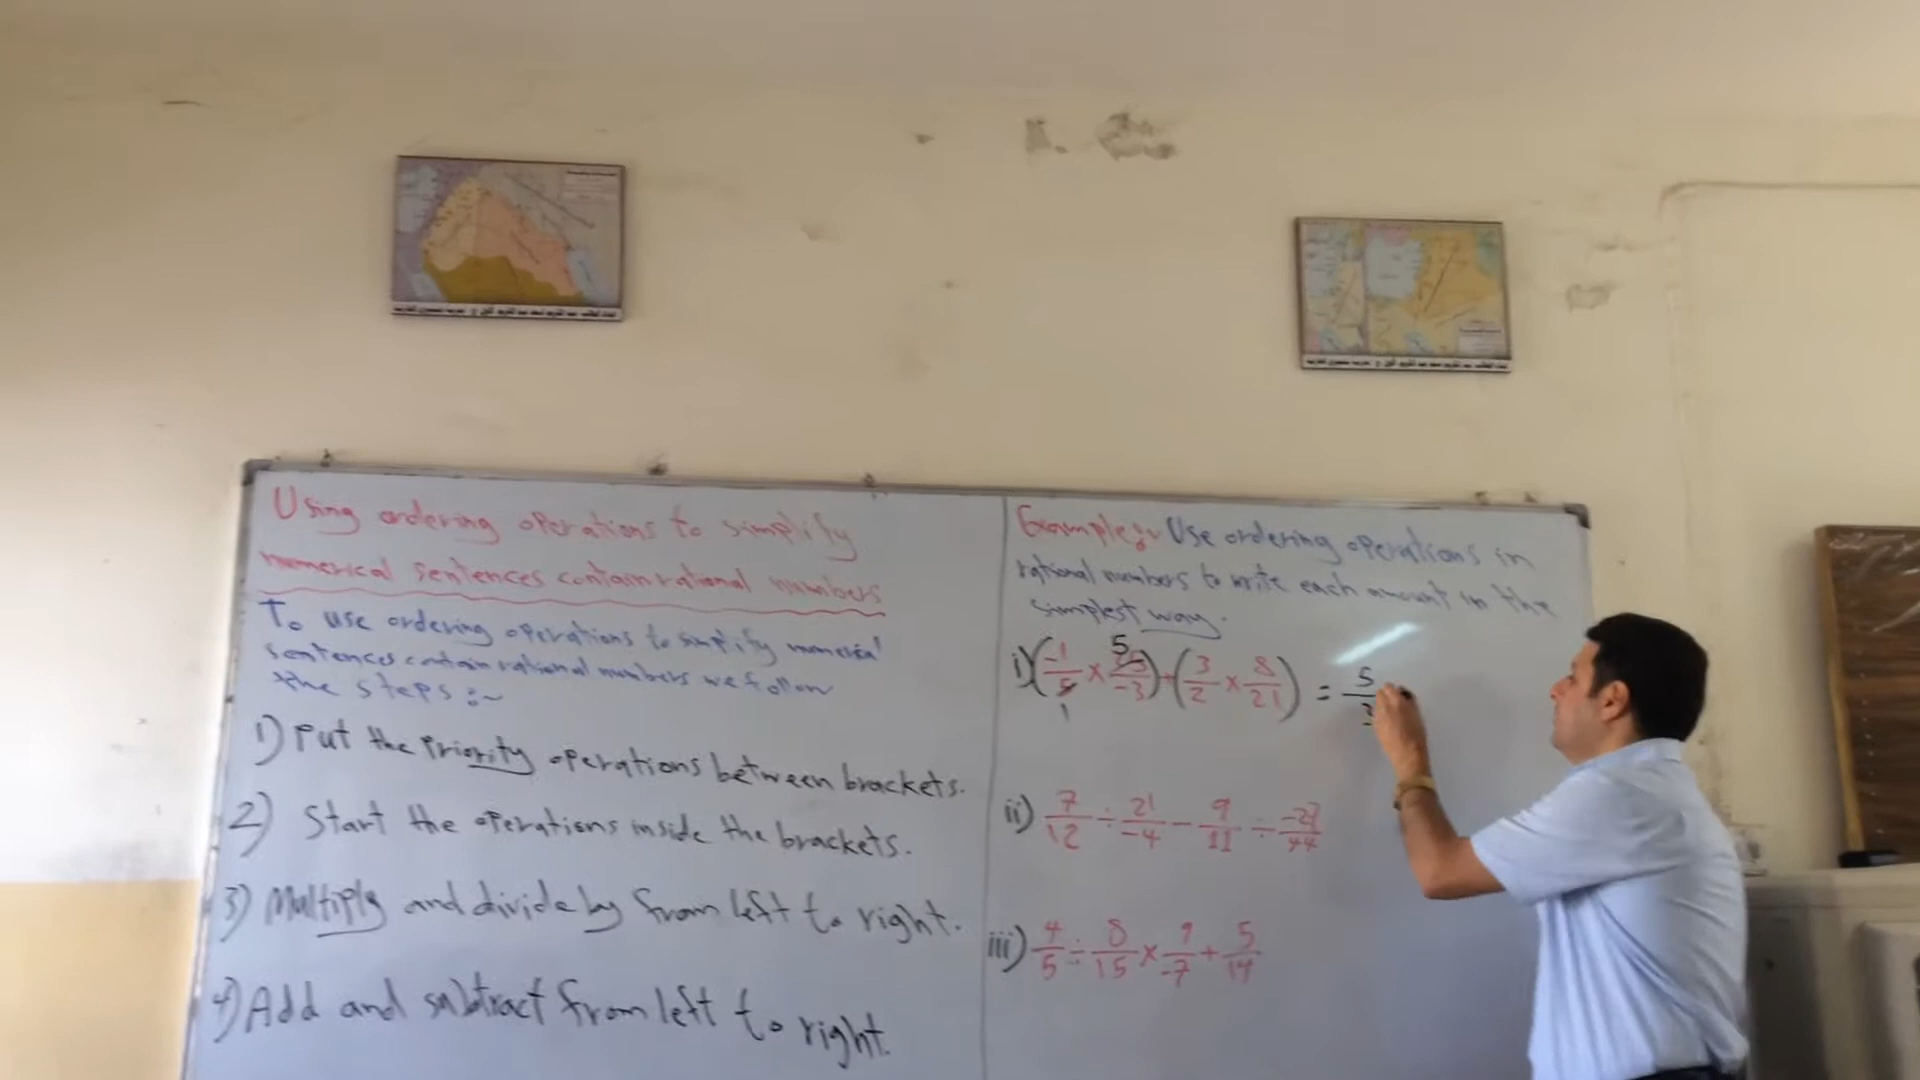 Using ordering operations to simplify
numerical sentences contain rational numbers
To use ordering operations to simplify numerical
sentences contain rational numbers we follow
the steps:~
1) Put the priority operations between brackets.
2) Start the operations inside the brackets.
3) Multiply and divide by from left to right.
4) Add and subtract from left to right.
Examples:~ Use ordering operations in
rational numbers to write each amount in the
simplest way.
i) (-1/5 × 5/-3) + (3/2 × 8/21) = 5/3
ii) 7/12 ÷ 21/-4 - 9/11 ÷ -27/44
iii) 4/5 ÷ 8/15 × 9/-7 + 5/14